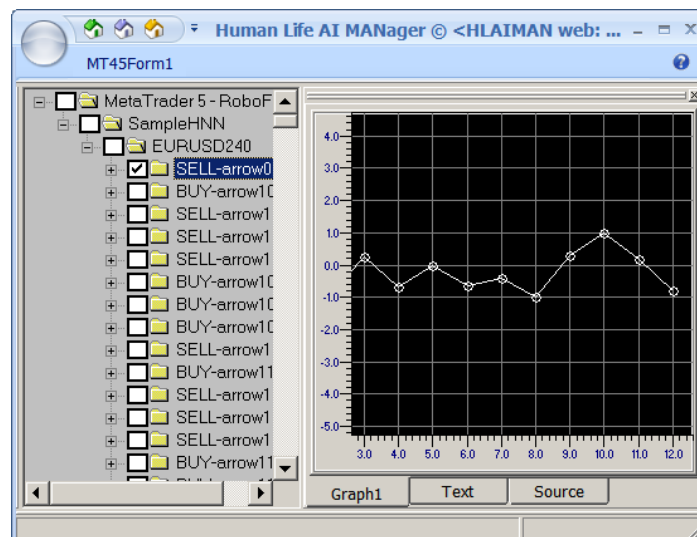 Human Life AI MANager © <HLAIMAN web: ...
MT45Form1
MetaTrader 5 - RoboF
SampleHNN
EURUSD240
SELL-arrow0
BUY-arrow10
SELL-arrow1
SELL-arrow1
SELL-arrow1
BUY-arrow10
BUY-arrow10
BUY-arrow10
SELL-arrow1
BUY-arrow11
SELL-arrow1
SELL-arrow1
SELL-arrow1
BUY-arrow11
4.0
3.0
2.0
1.0
0.0
-1.0
-2.0
-3.0
-4.0
-5.0
3.0 4.0 5.0 6.0 7.0 8.0 9.0 10.0 11.0 12.0
Graph1 Text Source